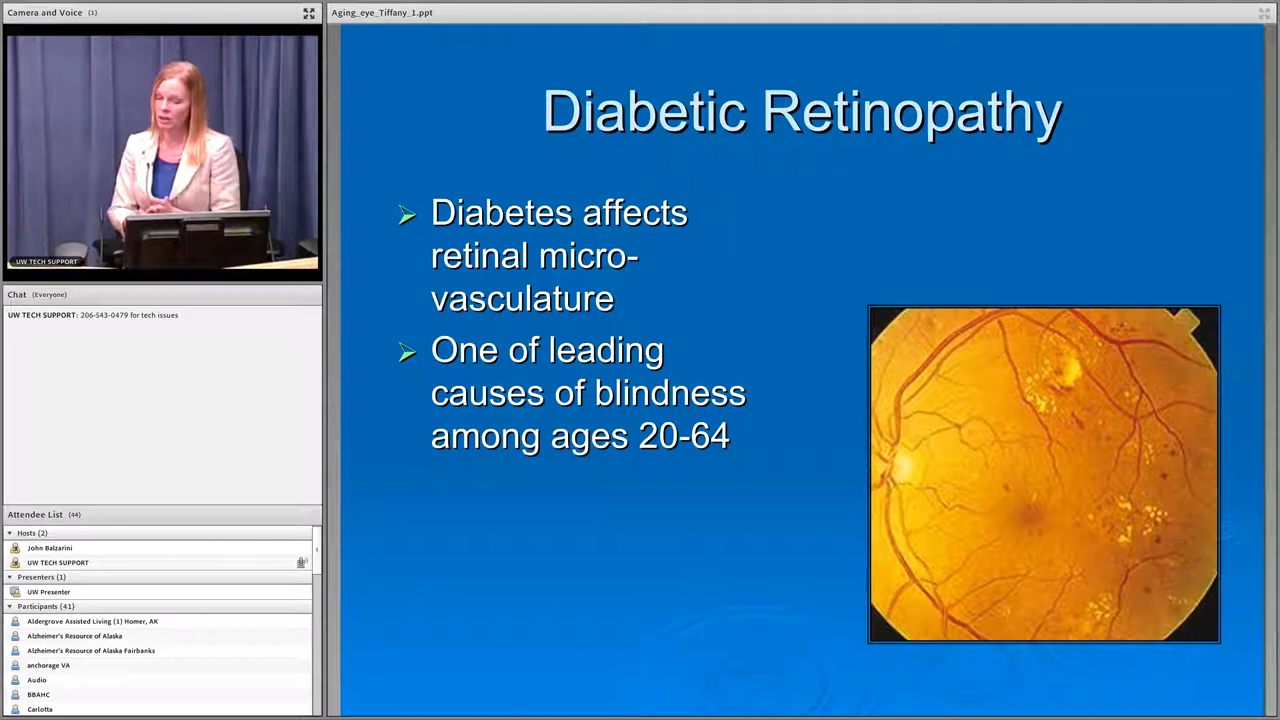 Camera and Voice (1)
UW TECH SUPPORT
Chat (Everyone)
UW TECH SUPPORT: 206-543-0479 for tech issues
Attendee List (44)
Hosts (2)
John Balzarini
UW TECH SUPPORT
Presenters (1)
UW Presenter
Participants (41)
Aldergrove Assisted Living (1) Homer, AK
Alzheimer's Resource of Alaska
Alzheimer's Resource of Alaska Fairbanks
anchorage VA
Audio
BBAHC
Carlotta
Aging_eye_Tiffany_1.ppt
Diabetic Retinopathy
Diabetes affects
retinal micro-
vasculature
One of leading
causes of blindness
among ages 20-64